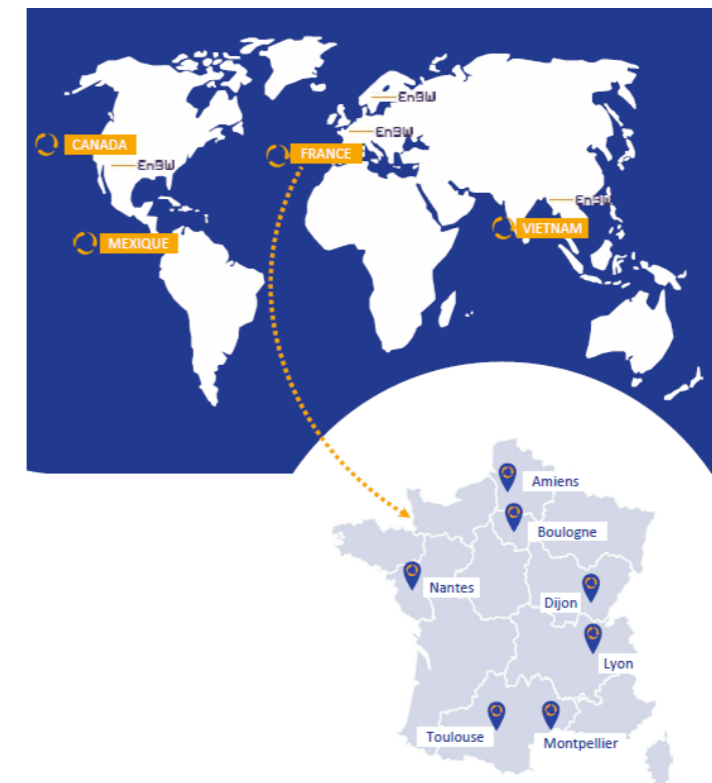 EnBW
EnBW
CANADA
FRANCE
EnBW
EnBW
VIETNAM
MEXIQUE
Amiens
Boulogne
Nantes
Dijon
Lyon
Toulouse
Montpellier